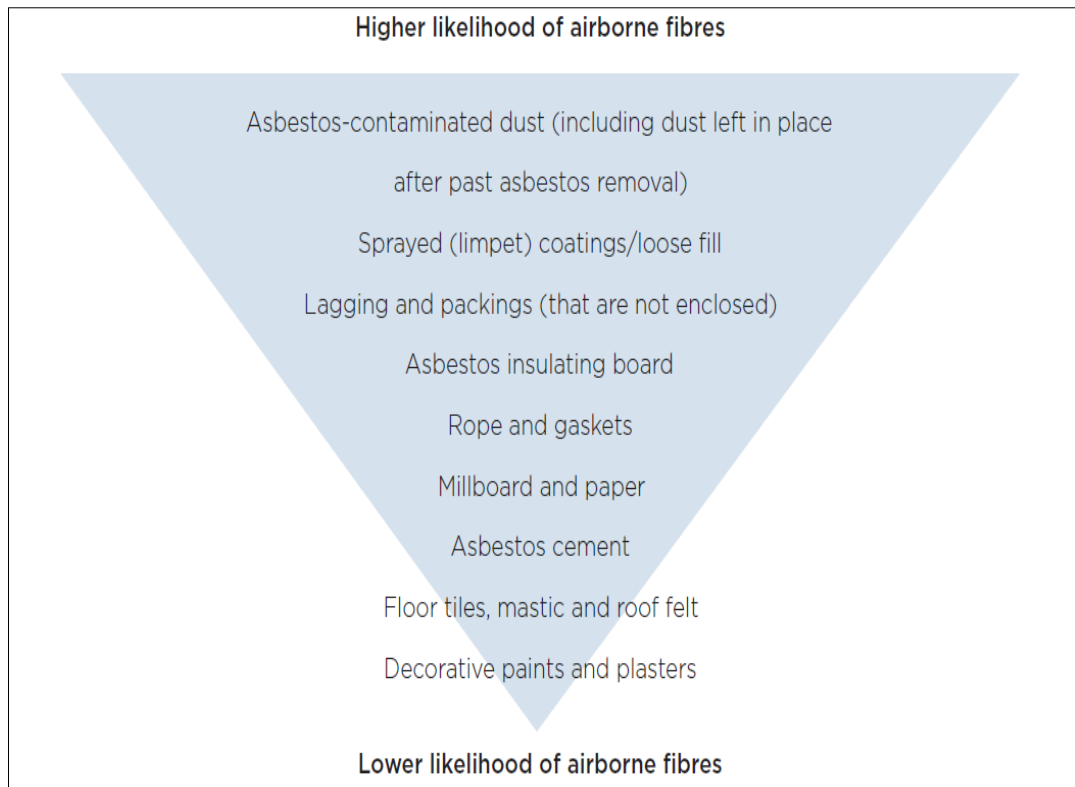 Higher likelihood of airborne fibres
Asbestos-contaminated dust (including dust left in place
after past asbestos removal)
Sprayed (limpet) coatings/loose fill
Lagging and packings (that are not enclosed)
Asbestos insulating board
Rope and gaskets
Millboard and paper
Asbestos cement
Floor tiles, mastic and roof felt
Decorative paints and plasters
Lower likelihood of airborne fibres